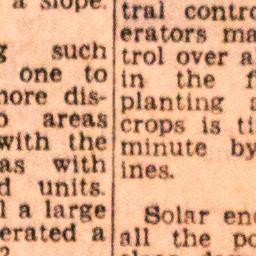 a slope.
such
one to
more dis-
areas
with the
as with
units.
a large
erated a
tral contro
erators ma
trol over a
in the f
planting a
crops is ti
minute by
ines.
Solar ene
all the po